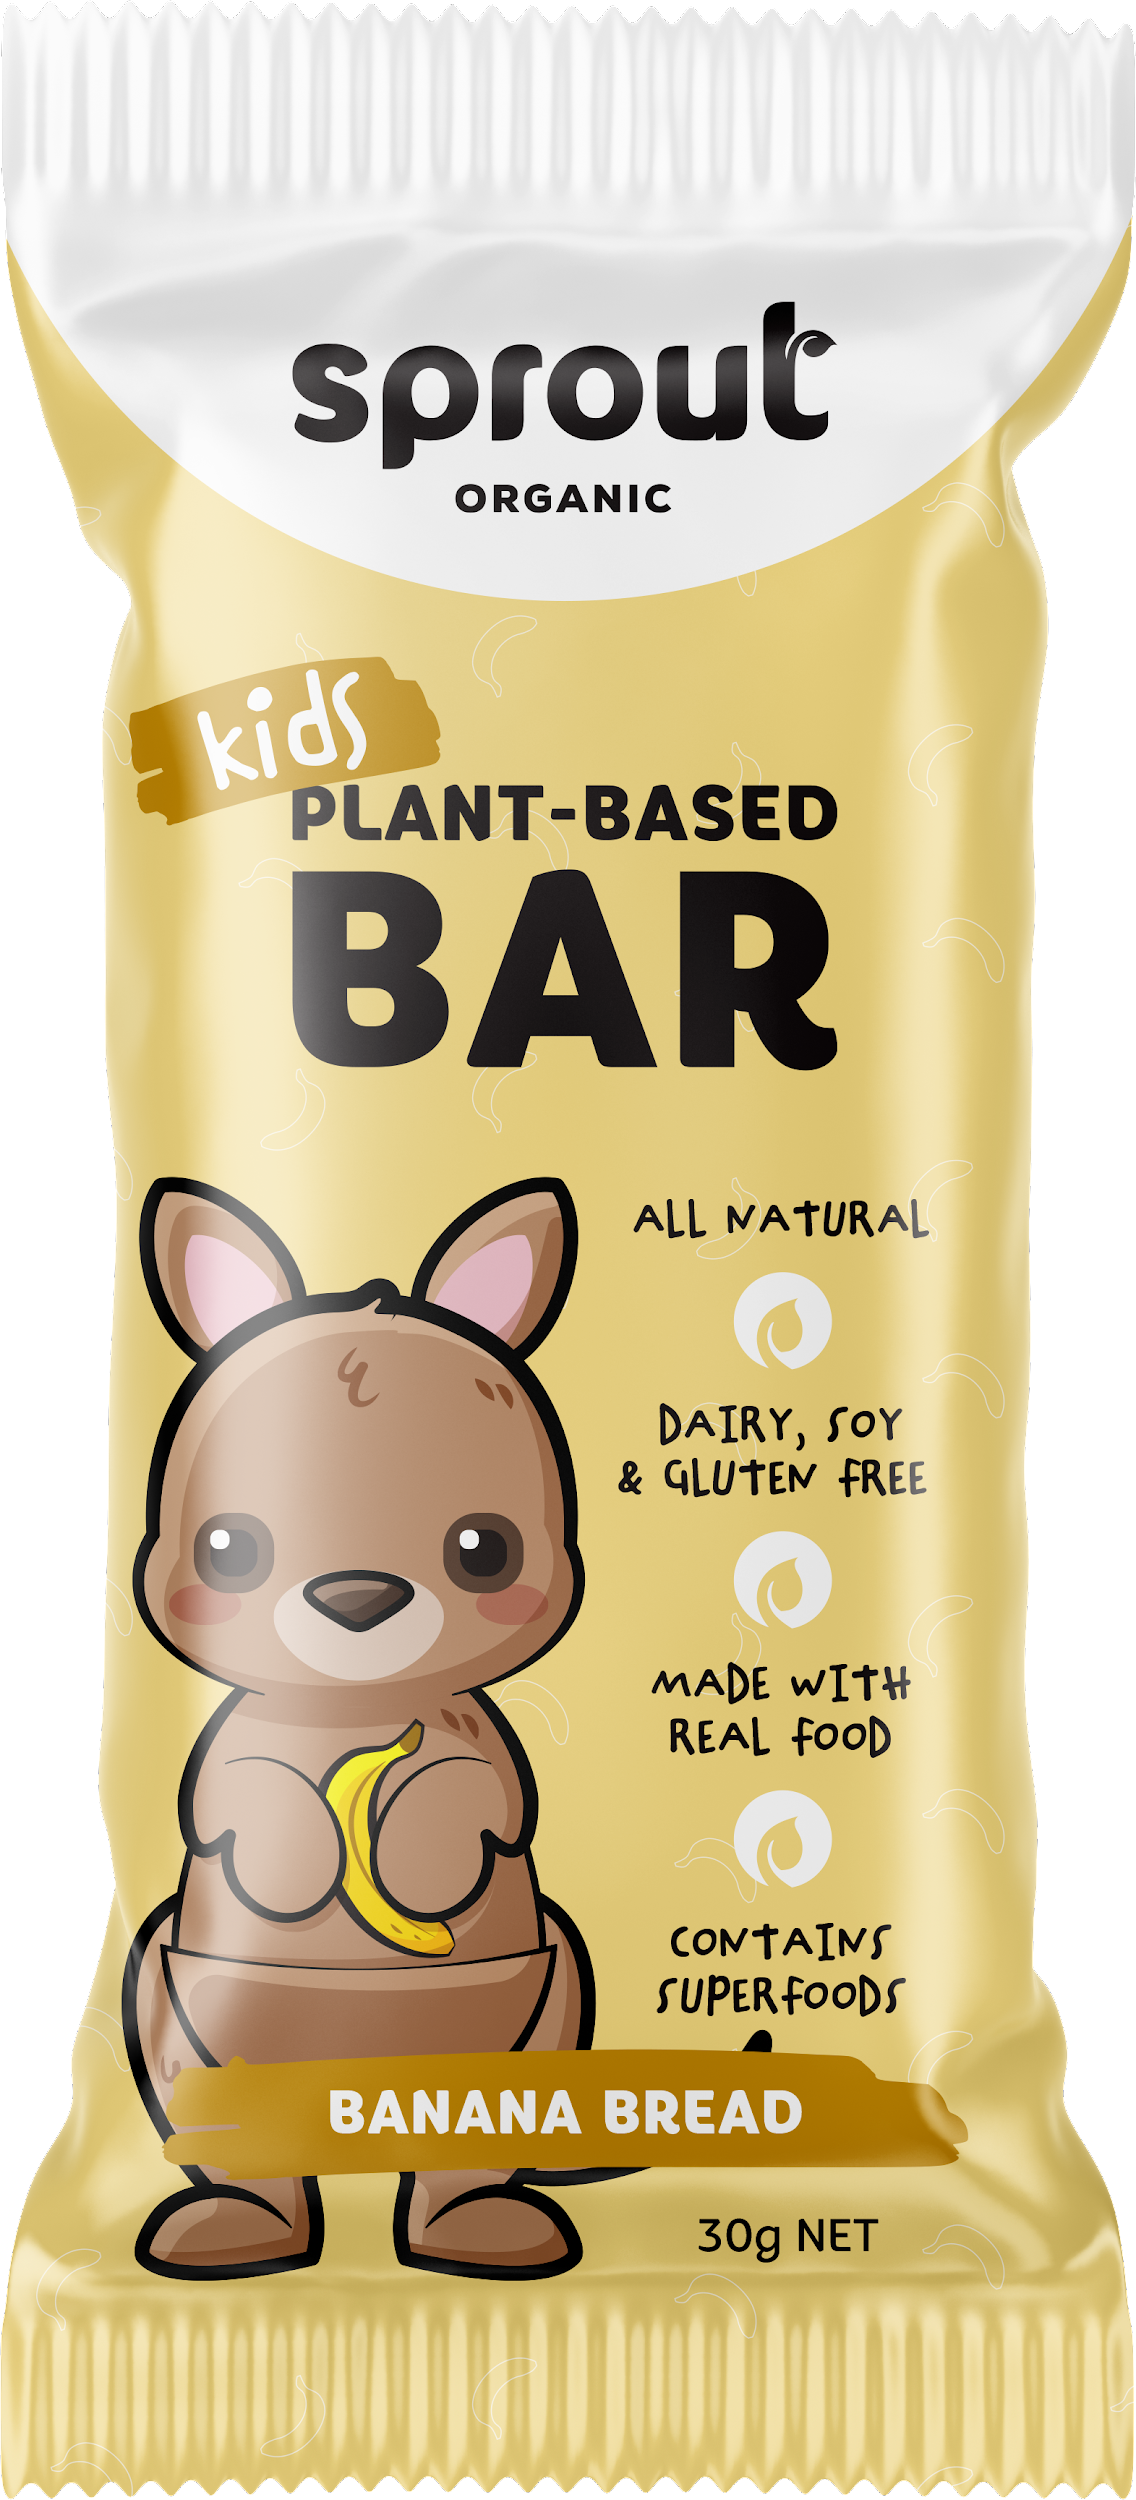 sprout
ORGANIC
kids
PLANT-BASED
BAR
ALL NATURAL
DAIRY, SOY
& GLUTEN FREE
MADE WITH
REAL FOOD
CONTAINS
SUPERFOODS
BANANA BREAD
30g NET